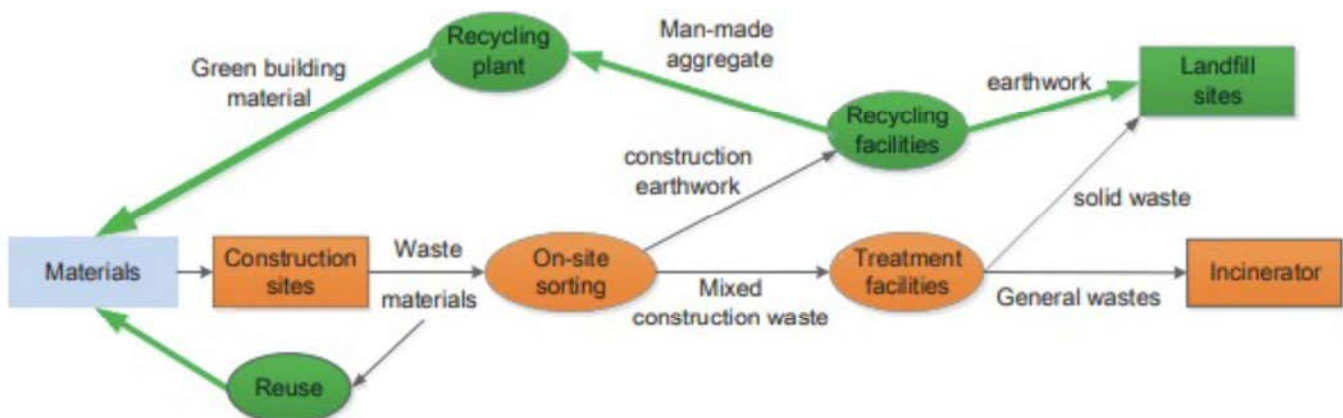 Recycling
plant
Man-made
aggregate
Green building
material
earthwork
Landfill
sites
Recycling
facilities
construction
earthwork
solid waste
Materials
Construction
sites
Waste
materials
On-site
sorting
Mixed
construction waste
Treatment
facilities
General wastes
Incinerator
Reuse